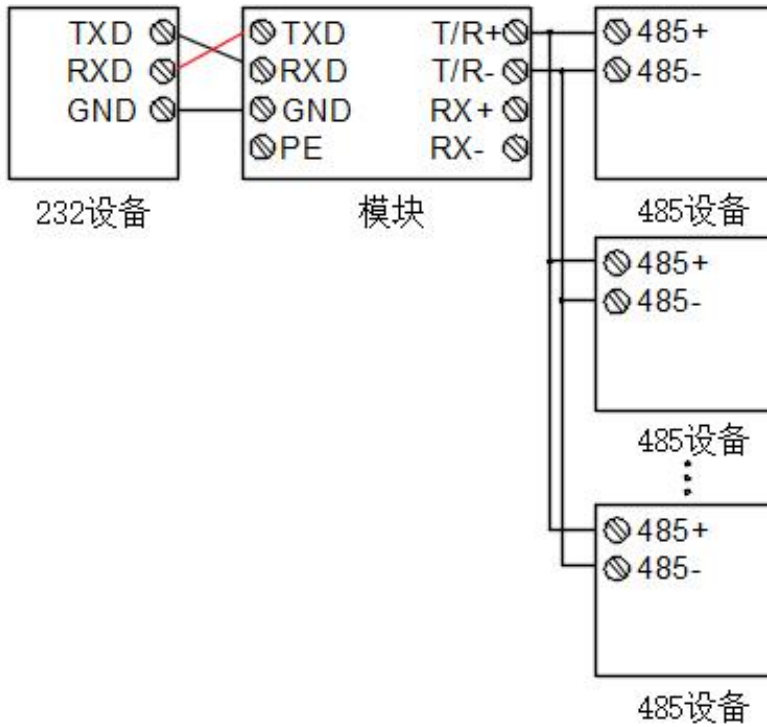 TXD TXD T/R+ 485+
RXD RXD T/R- 485-
GND GND RX+
PE RX-
232设备 模块 485设备
485+
485-
485设备
485+
485-
485设备